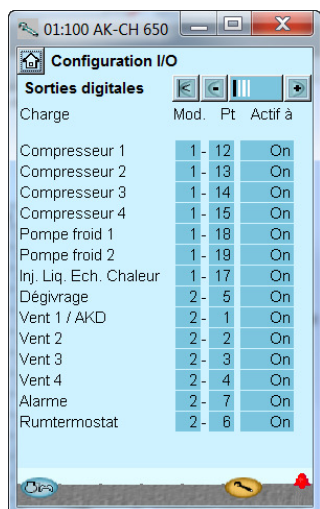 01:100 AK-CH 650
Configuration I/O
Sorties digitales
Charge Mod. Pt Actif à
Compresseur 1 1 - 12 On
Compresseur 2 1 - 13 On
Compresseur 3 1 - 14 On
Compresseur 4 1 - 15 On
Pompe froid 1 1 - 18 On
Pompe froid 2 1 - 19 On
Inj. Liq. Ech. Chaleur 1 - 17 On
Dégivrage 2 - 5 On
Vent 1 / AKD 2 - 1 On
Vent 2 2 - 2 On
Vent 3 2 - 3 On
Vent 4 2 - 4 On
Alarme 2 - 7 On
Rumtermostat 2 - 6 On